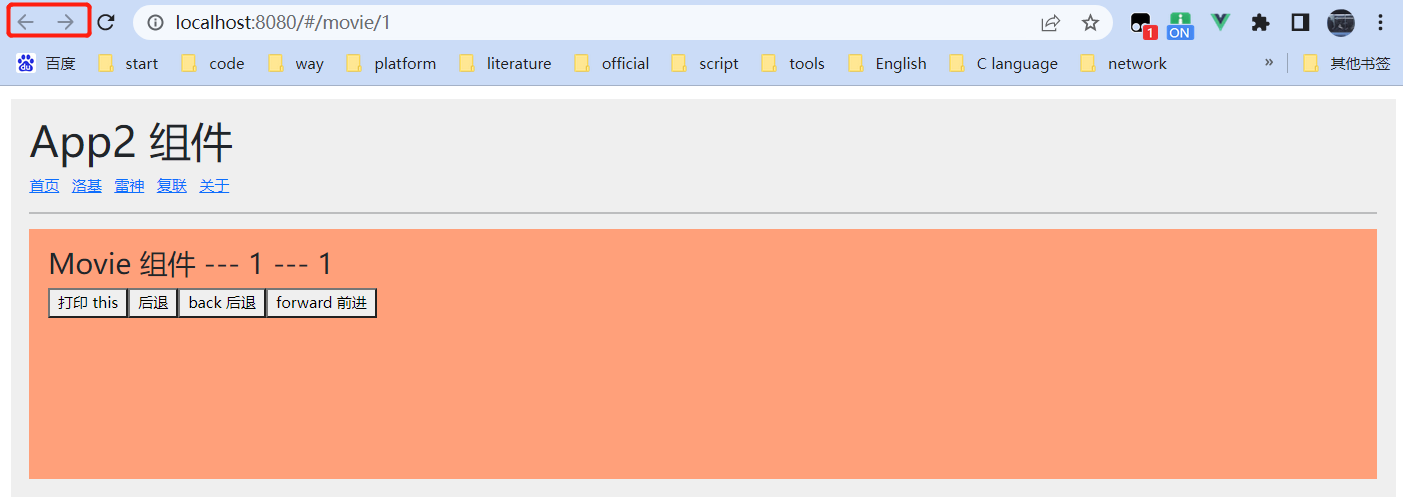 localhost:8080/#/movie/1
1
ON
百度 start code way platform literature official script tools English C language network » 其他书签
App2 组件
首页 洛基 雷神 复联 关于
Movie 组件 --- 1 --- 1
打印 this 后退 back 后退 forward 前进